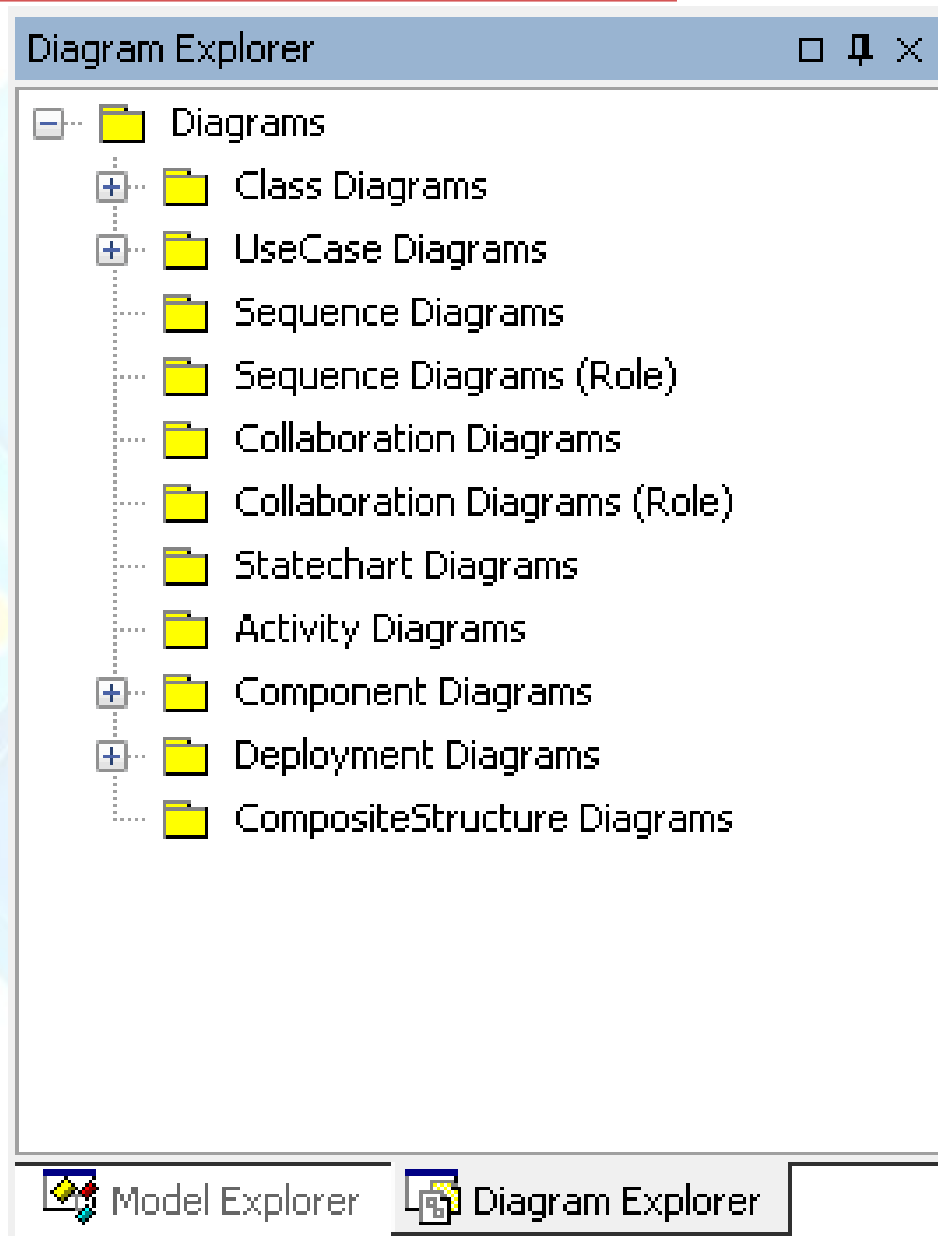 Diagram Explorer
Diagrams
Class Diagrams
UseCase Diagrams
Sequence Diagrams
Sequence Diagrams (Role)
Collaboration Diagrams
Collaboration Diagrams (Role)
Statechart Diagrams
Activity Diagrams
Component Diagrams
Deployment Diagrams
CompositeStructure Diagrams
Model Explorer Diagram Explorer